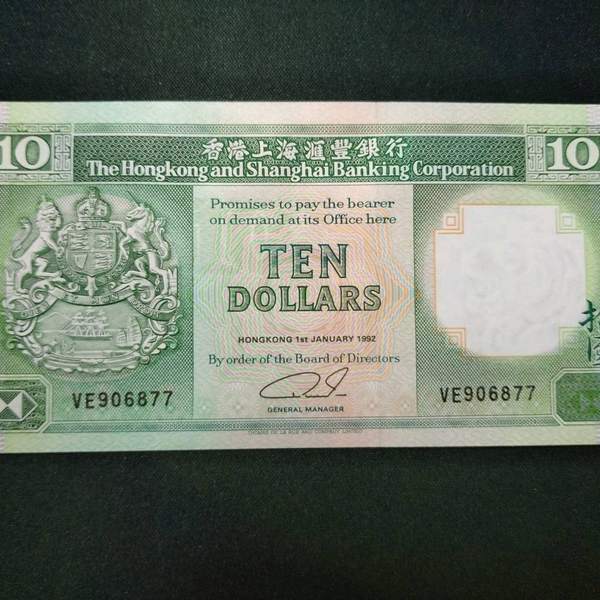 10
香港上海滙豐銀行
10
The Hongkong and Shanghai Banking Corporation
Promises to pay the bearer
on demand at its Office here
TEN
DOLLARS
HONGKONG 1st JANUARY 1992
By order of the Board of Directors
VE906877
VE906877
GENERAL MANAGER